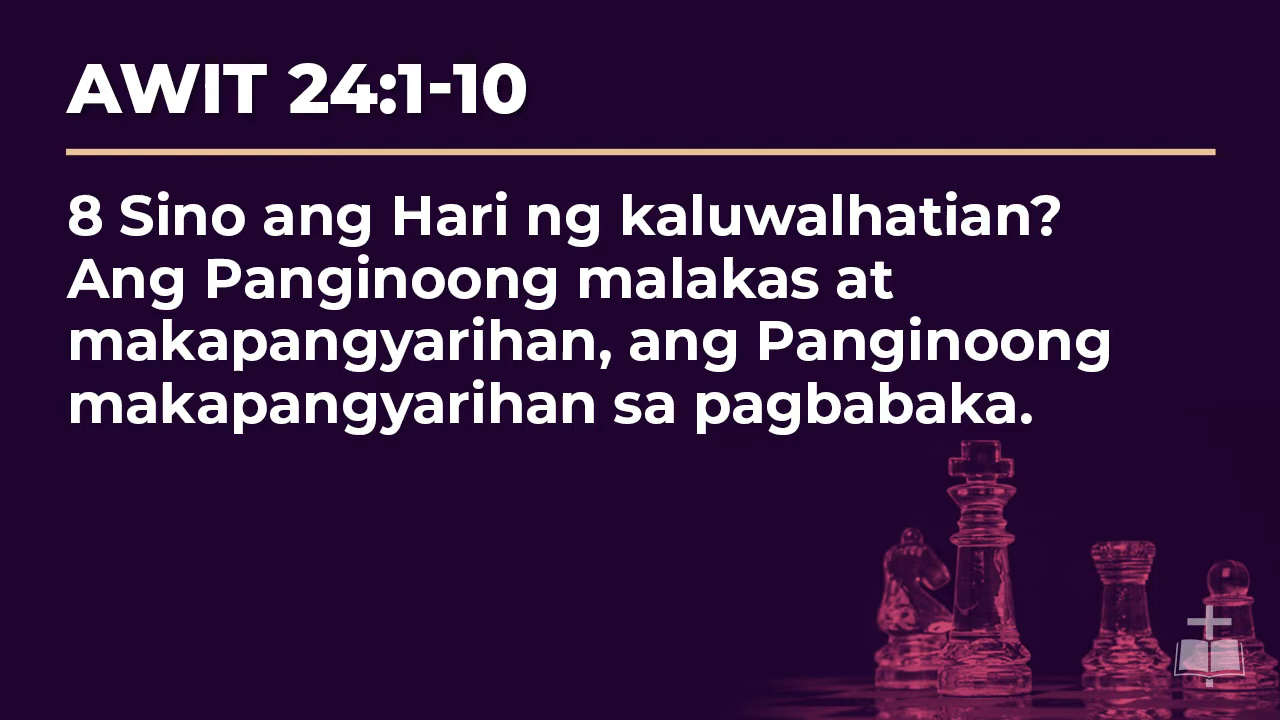 AWIT 24:1-10
8 Sino ang Hari ng kaluwalhatian?
Ang Panginoong malakas at
makapangyarihan, ang Panginoong
makapangyarihan sa pagbabaka.